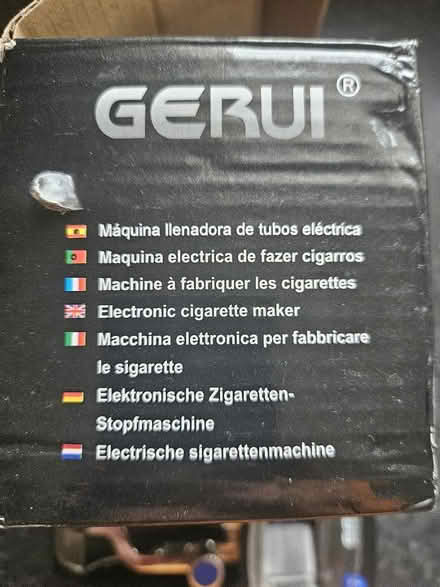 GERUI®
Máquina llenadora de tubos eléctrica
Maquina electrica de fazer cigarros
Machine à fabriquer les cigarettes
Electronic cigarette maker
Macchina elettronica per fabbricare
le sigarette
Elektronische Zigaretten-
Stopfmaschine
Electrische sigarettenmachine